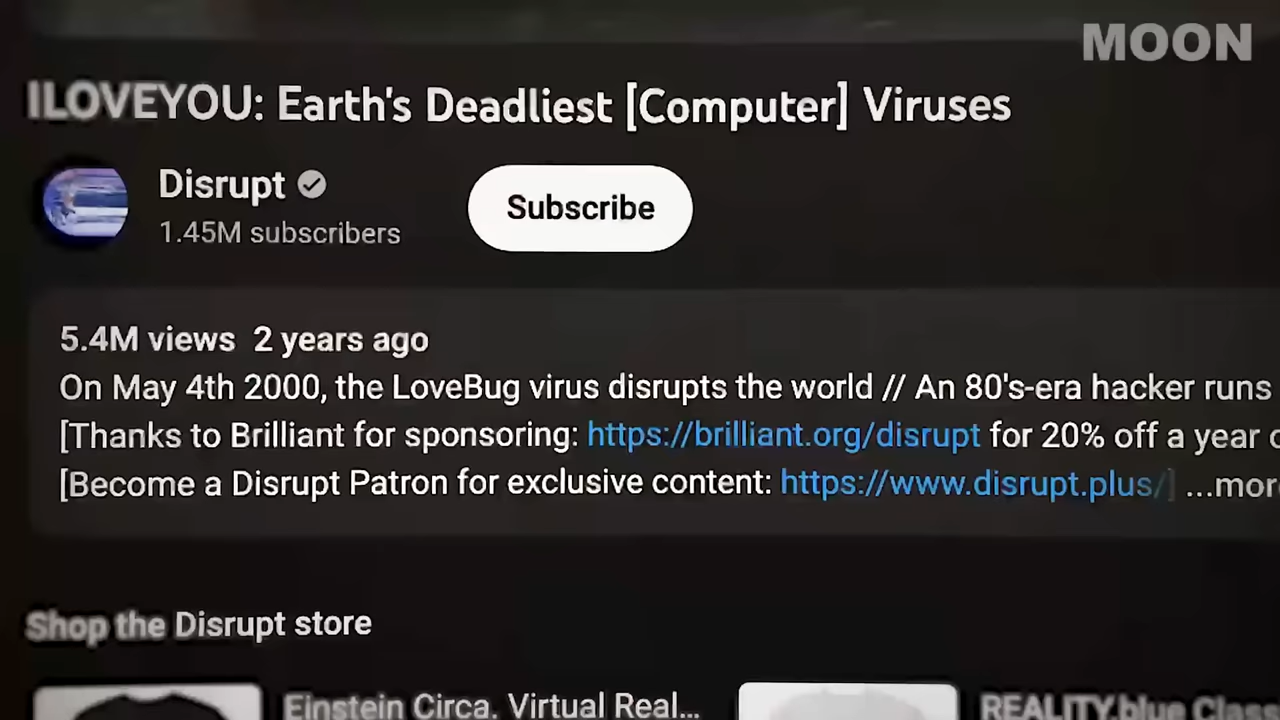 MOON
ILOVEYOU: Earth's Deadliest [Computer] Viruses
Disrupt
Subscribe
1.45M subscribers
5.4M views 2 years ago
On May 4th 2000, the LoveBug virus disrupts the world // An 80's-era hacker runs
[Thanks to Brilliant for sponsoring: https://brilliant.org/disrupt for 20% off a year
[Become a Disrupt Patron for exclusive content: https://www.disrupt.plus/] ...more
Shop the Disrupt store
Einstein Circa. Virtual Real...
REALITY.blue Class